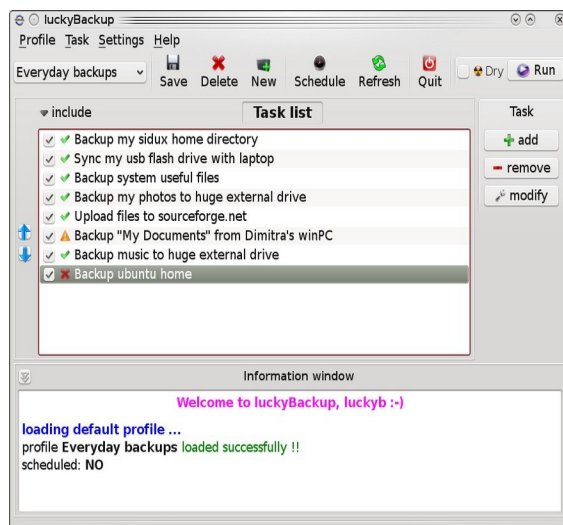 luckyBackup
Profile Task Settings Help
Everyday backups Save Delete New Schedule Refresh Quit Dry Run
include Task list Task
Backup my sidux home directory
Sync my usb flash drive with laptop
Backup system useful files
Backup my photos to huge external drive
Upload files to sourceforge.net
Backup "My Documents" from Dimitra's winPC
Backup music to huge external drive
Backup ubuntu home
add
remove
modify
Information window
Welcome to luckyBackup, luckyb :-)
loading default profile ...
profile Everyday backups loaded successfully !!
scheduled: NO